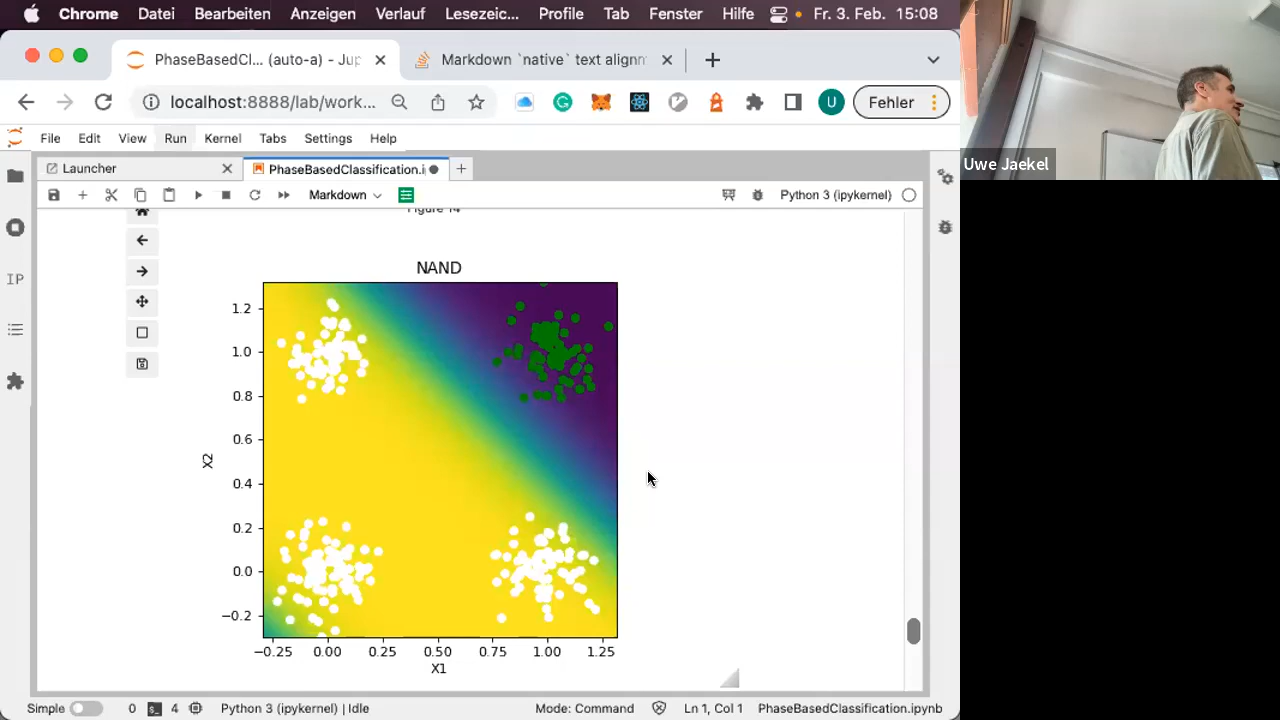 Chrome Datei Bearbeiten Anzeigen Verlauf Lesezeic... Profile Tab Fenster Hilfe Fr. 3. Feb. 15:08
PhaseBasedCl... (auto-a) - Jup
Markdown `native` text alignm
localhost:8888/lab/work...
U
Fehler
File Edit View Run Kernel Tabs Settings Help
Launcher
PhaseBasedClassification.i
Markdown
Python 3 (ipykernel)
Figure 14
IP
NAND
1.2
1.0
0.8
0.6
0.4
0.2
0.0
−0.2
X2
−0.25 0.00 0.25 0.50 0.75 1.00 1.25
X1
Simple 0 4 Python 3 (ipykernel) | Idle Mode: Command Ln 1, Col 1 PhaseBasedClassification.ipynb
Uwe Jaekel